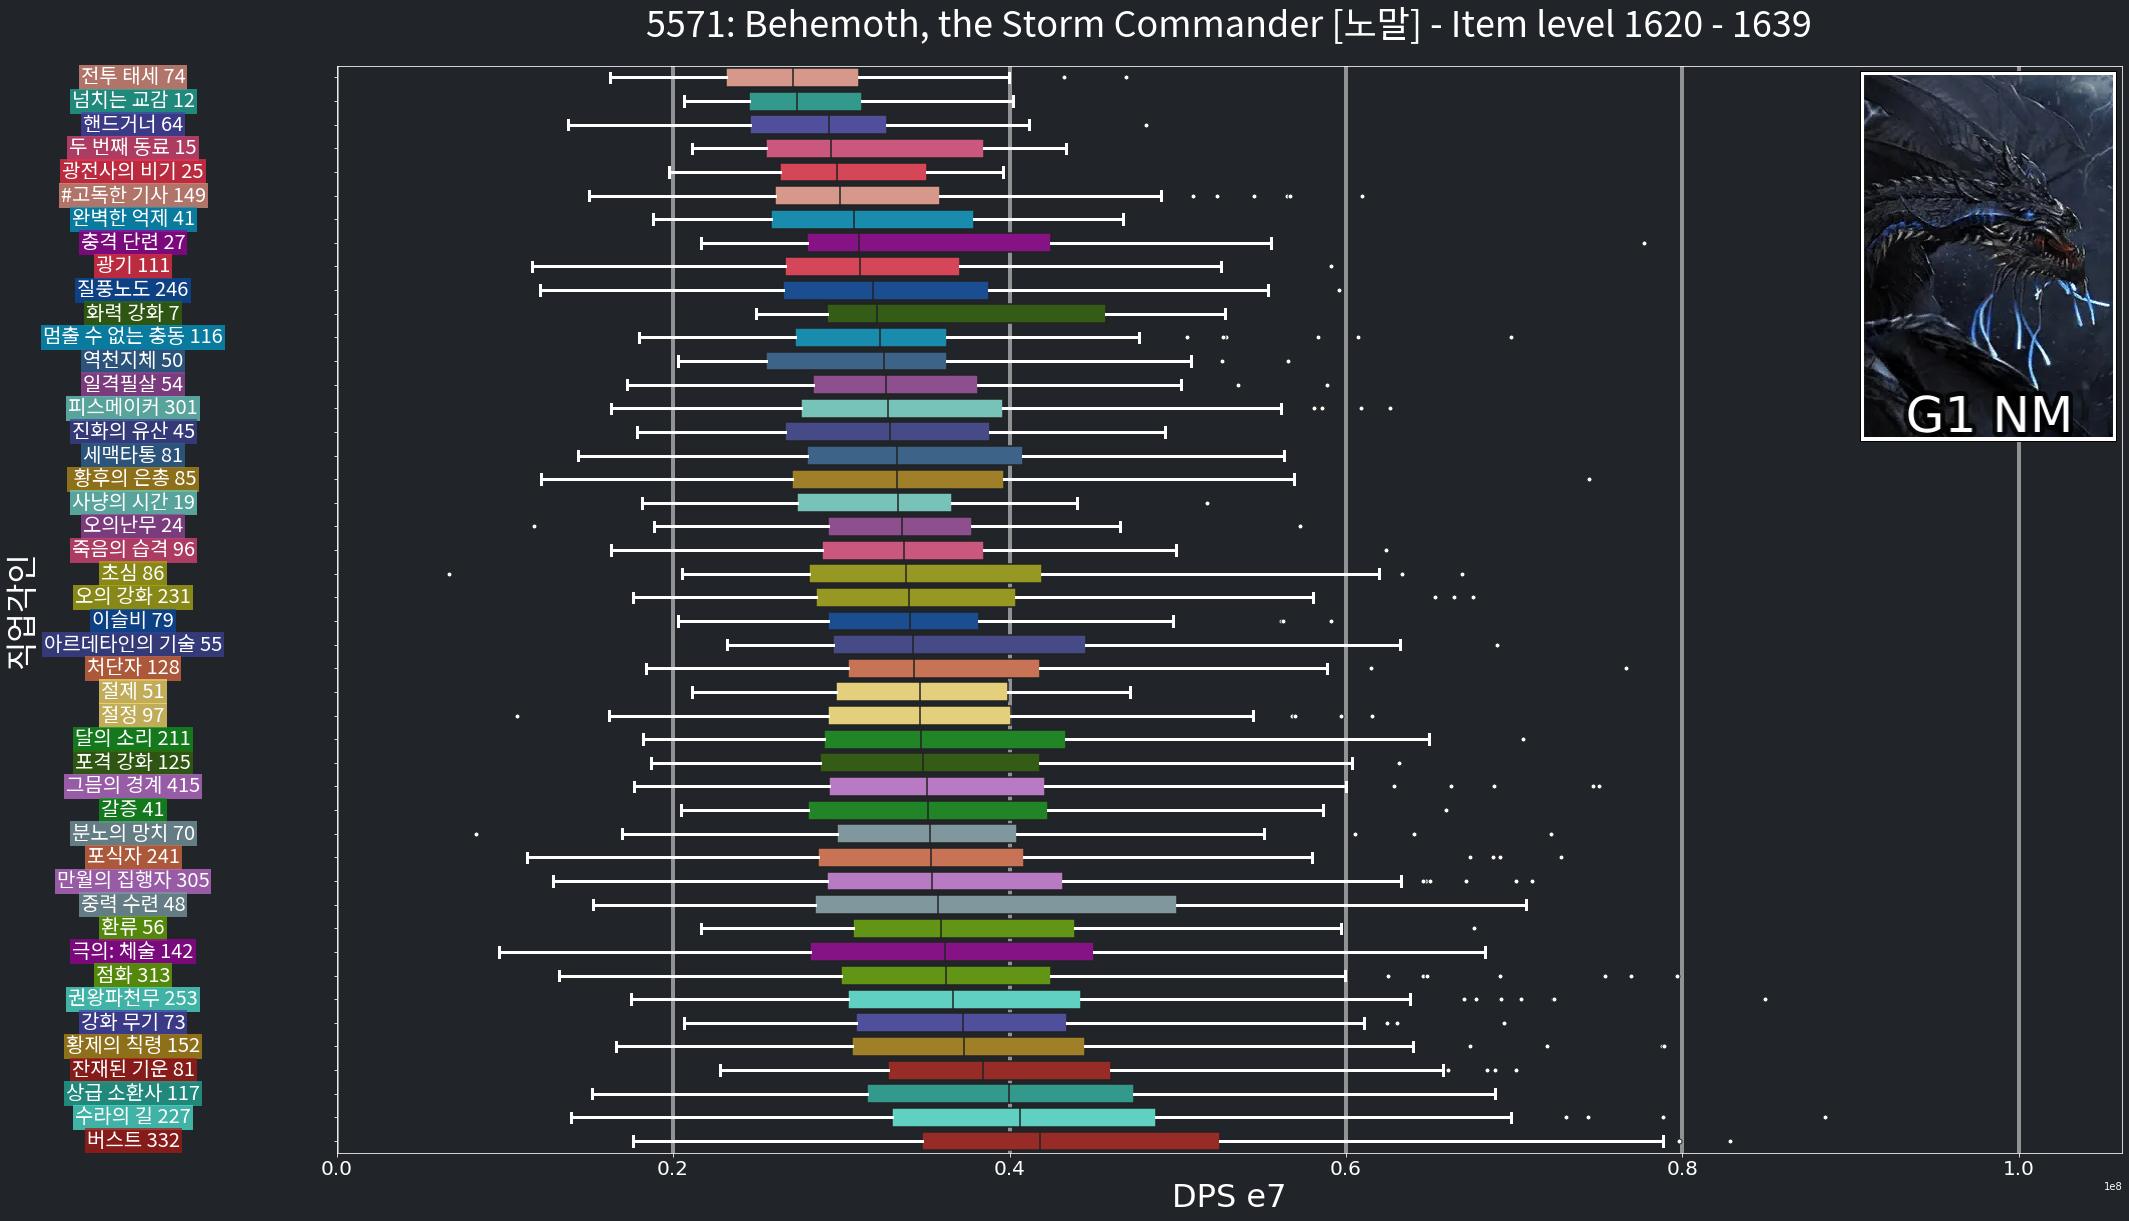 5571: Behemoth, the Storm Commander [노말] - Item level 1620 - 1639
전투 태세 74
넘치는 교감 12
핸드거너 64
두 번째 동료 15
광전사의 비기 25
#고독한 기사 149
완벽한 억제 41
충격 단련 27
광기 111
질풍노도 246
화력 강화 7
멈출 수 없는 충동 116
역천지체 50
일격필살 54
피스메이커 301
진화의 유산 45
세맥타통 81
황후의 은총 85
사냥의 시간 19
오의난무 24
죽음의 습격 96
초심 86
오의 강화 231
이슬비 79
아르데타인의 기술 55
처단자 128
절제 51
절정 97
달의 소리 211
포격 강화 125
그믐의 경계 415
갈증 41
분노의 망치 70
포식자 241
만월의 집행자 305
중력 수련 48
환류 56
극의: 체술 142
점화 313
권왕파천무 253
강화 무기 73
황제의 칙령 152
잔재된 기운 81
상급 소환사 117
수라의 길 227
버스트 332
직업각인
G1 NM
0.0 0.2 0.4 0.6 0.8 1.0
1e8
DPS e7